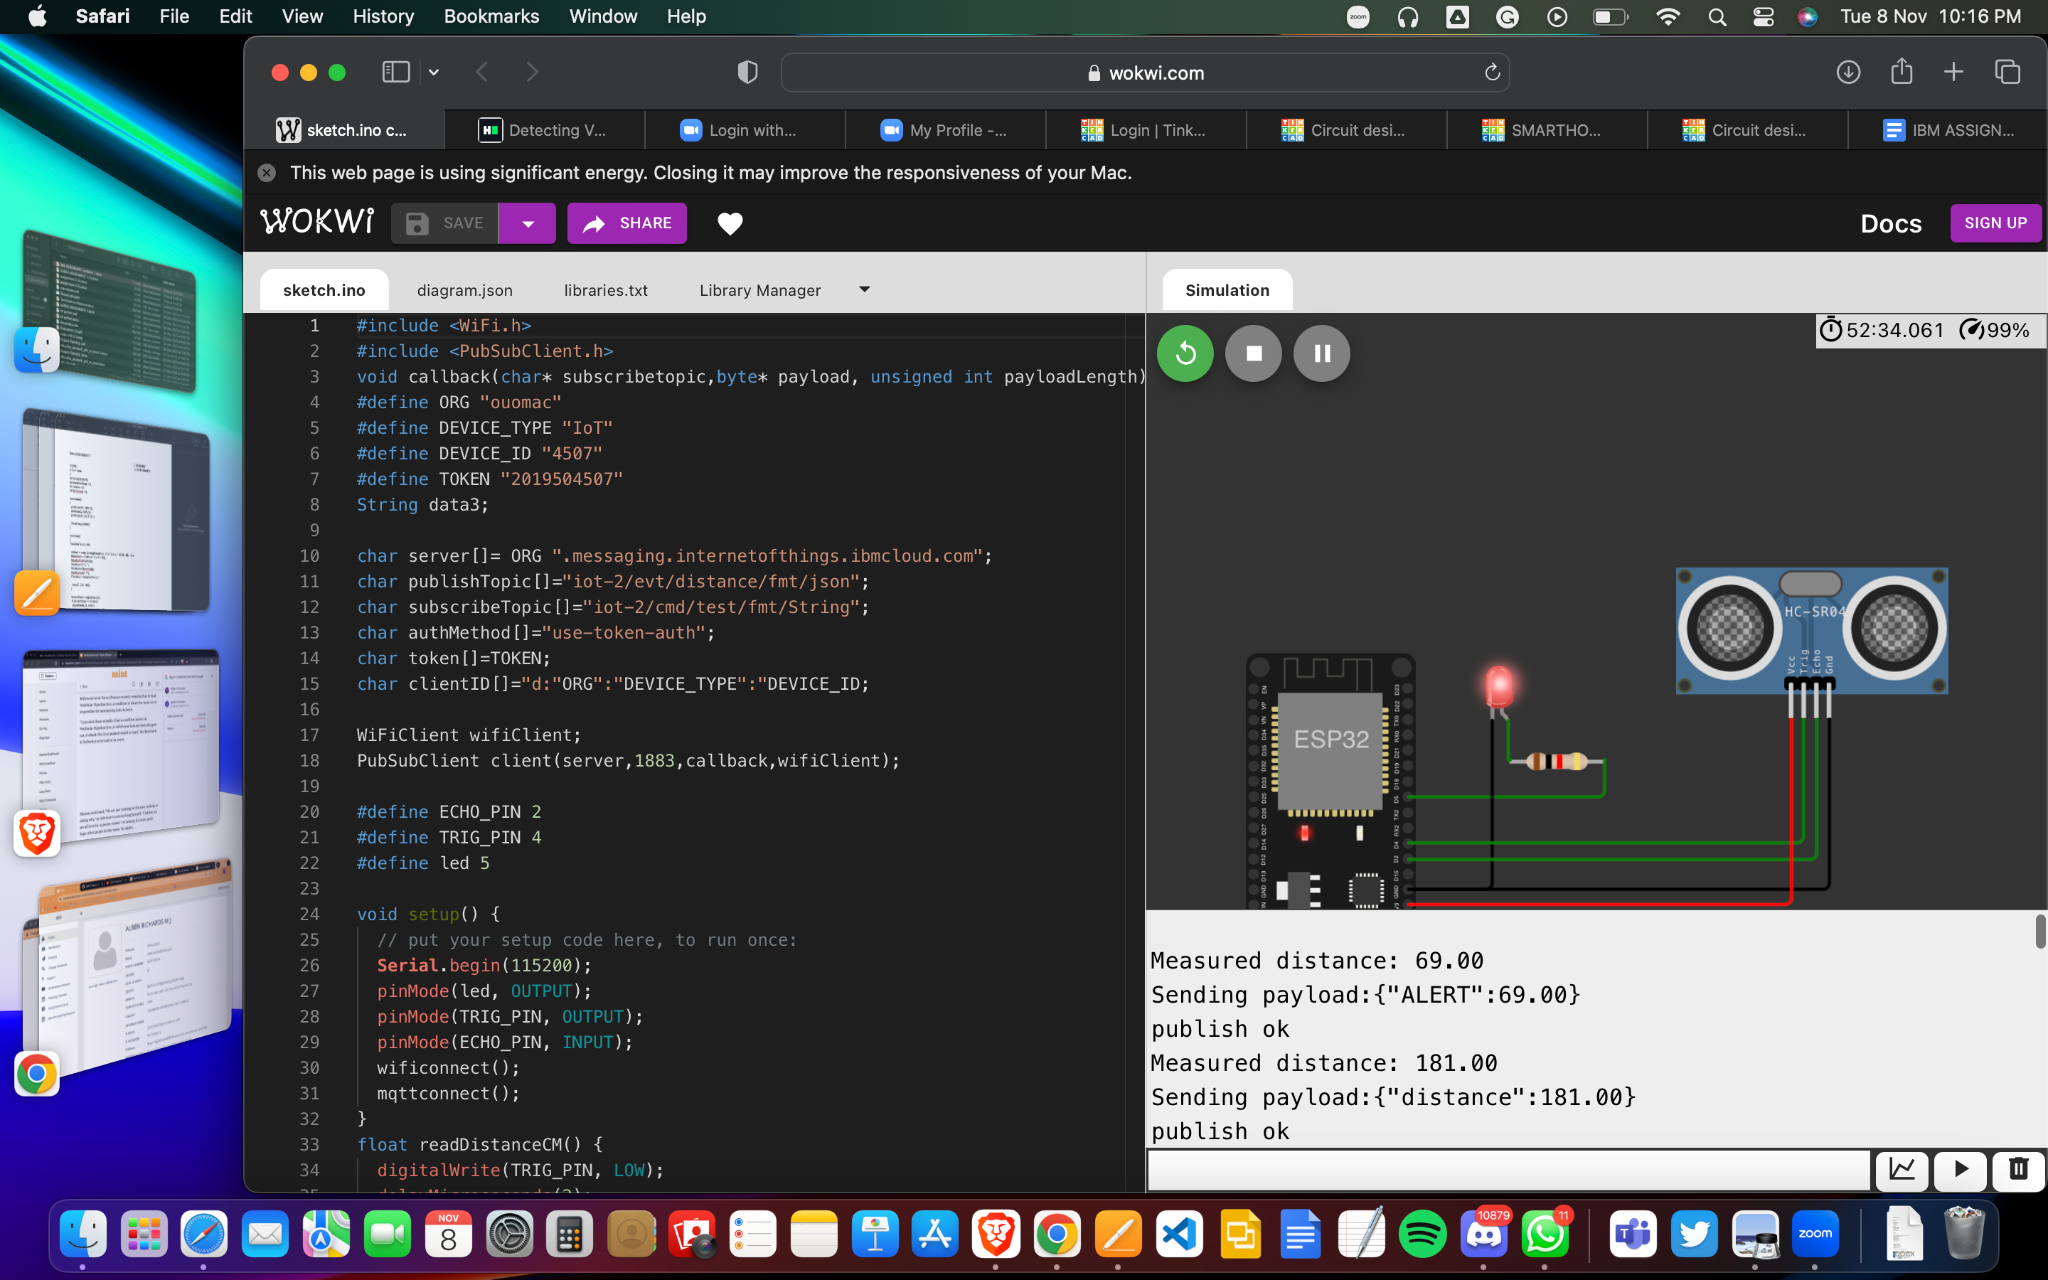 Safari File Edit View History Bookmarks Window Help zoom Tue 8 Nov 10:16 PM
wokwi.com
sketch.ino c... Detecting V... Login with... My Profile -... Login | Tink... Circuit desi... SMARTHO... Circuit desi... IBM ASSIGN...
This web page is using significant energy. Closing it may improve the responsiveness of your Mac.
WOKWi SAVE SHARE Docs SIGN UP
sketch.ino diagram.json libraries.txt Library Manager
1 #include <WiFi.h>
2 #include <PubSubClient.h>
3 void callback(char* subscribetopic,byte* payload, unsigned int payloadLength)
4 #define ORG "ouomac"
5 #define DEVICE_TYPE "IoT"
6 #define DEVICE_ID "4507"
7 #define TOKEN "2019504507"
8 String data3;
9
10 char server[]= ORG ".messaging.internetofthings.ibmcloud.com";
11 char publishTopic[]="iot-2/evt/distance/fmt/json";
12 char subscribeTopic[]="iot-2/cmd/test/fmt/String";
13 char authMethod[]="use-token-auth";
14 char token[]=TOKEN;
15 char clientID[]="d:"ORG":"DEVICE_TYPE":"DEVICE_ID;
16
17 WiFiClient wifiClient;
18 PubSubClient client(server,1883,callback,wifiClient);
19
20 #define ECHO_PIN 2
21 #define TRIG_PIN 4
22 #define led 5
23
24 void setup() {
25 // put your setup code here, to run once:
26 Serial.begin(115200);
27 pinMode(led, OUTPUT);
28 pinMode(TRIG_PIN, OUTPUT);
29 pinMode(ECHO_PIN, INPUT);
30 wificonnect();
31 mqttconnect();
32 }
33 float readDistanceCM() {
34 digitalWrite(TRIG_PIN, LOW);
Simulation
52:34.061 99%
HC-SR04
Vcc
Trig
Echo
Gnd
ESP32
Measured distance: 69.00
Sending payload:{"ALERT":69.00}
publish ok
Measured distance: 181.00
Sending payload:{"distance":181.00}
publish ok
NOV
8
10879
11
zoom